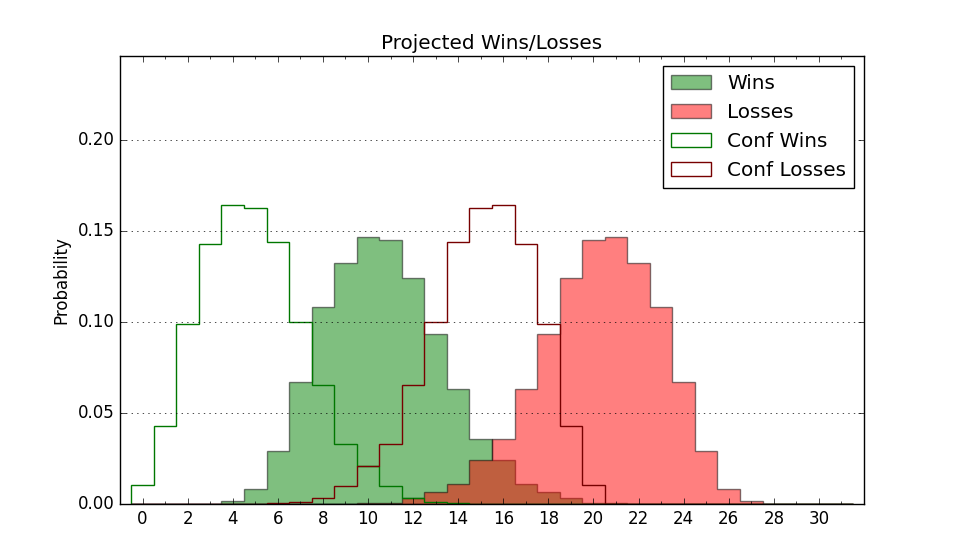 Projected Wins/Losses
Wins
Losses
Conf Wins
Conf Losses
Probability
0.20
0.15
0.10
0.05
0.00
0 2 4 6 8 10 12 14 16 18 20 22 24 26 28 30